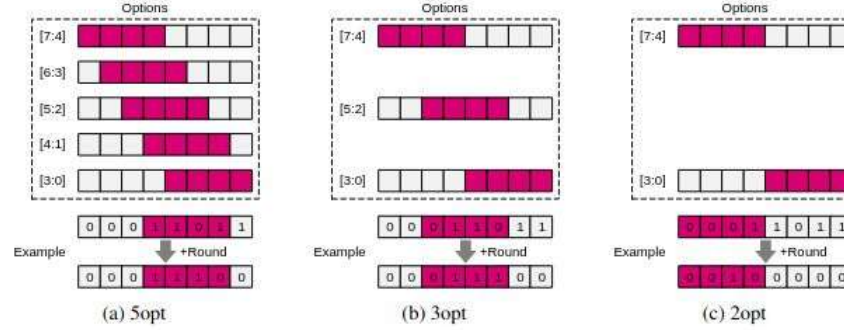 Options
[7:4]
[6:3]
[5:2]
[4:1]
[3:0]
0 0 0 1 1 0 1 1
Example +Round
0 0 0 1 1 1 0 0
(a) 5opt
Options
[7:4]
[5:2]
[3:0]
0 0 0 1 1 0 1 1
Example +Round
0 0 0 1 1 1 0 0
(b) 3opt
Options
[7:4]
[3:0]
0 0 0 1 1 0 1 1
Example +Round
0 0 1 0 0 0 0 0
(c) 2opt